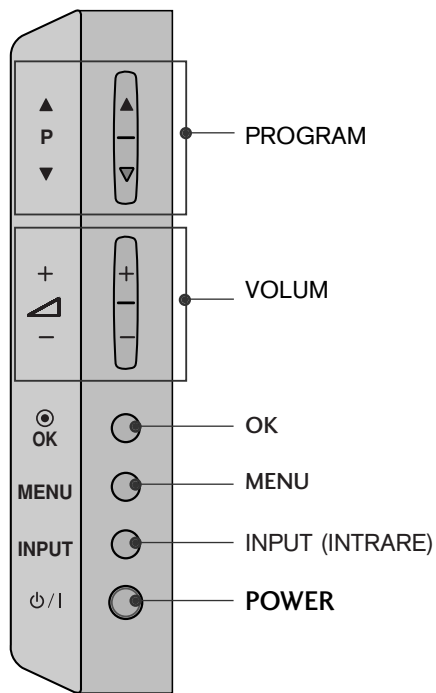 ▲
P
▼
PROGRAM
+
−
+
−
VOLUM
OK
OK
MENU
MENU
INPUT
INPUT (INTRARE)
⏻/I
POWER